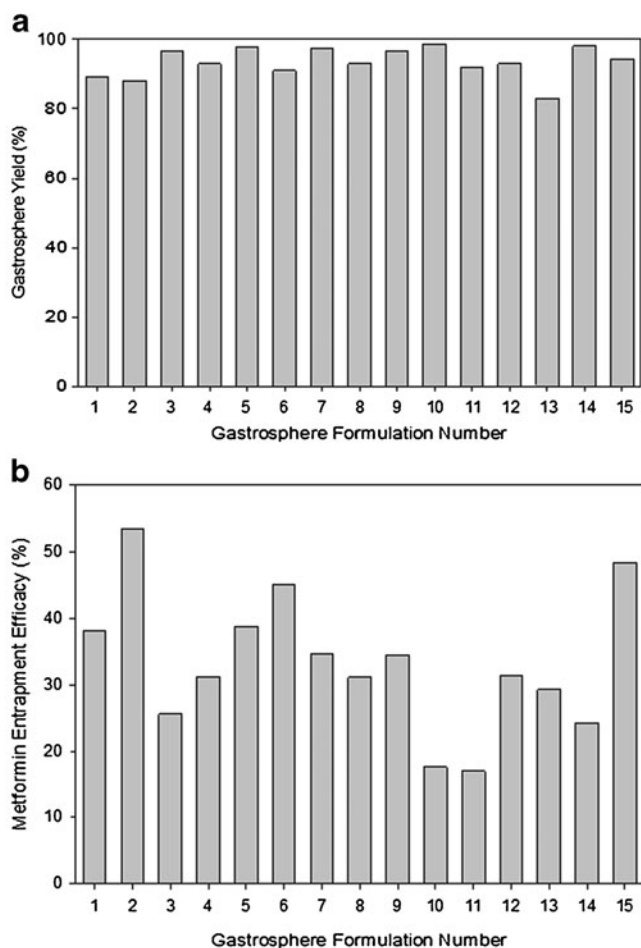 a
Gastrosphere Yield (%)
100
80
60
40
20
0
1 2 3 4 5 6 7 8 9 10 11 12 13 14 15
Gastrosphere Formulation Number
b
Metformin Entrapment Efficacy (%)
60
50
40
30
20
10
0
1 2 3 4 5 6 7 8 9 10 11 12 13 14 15
Gastrosphere Formulation Number